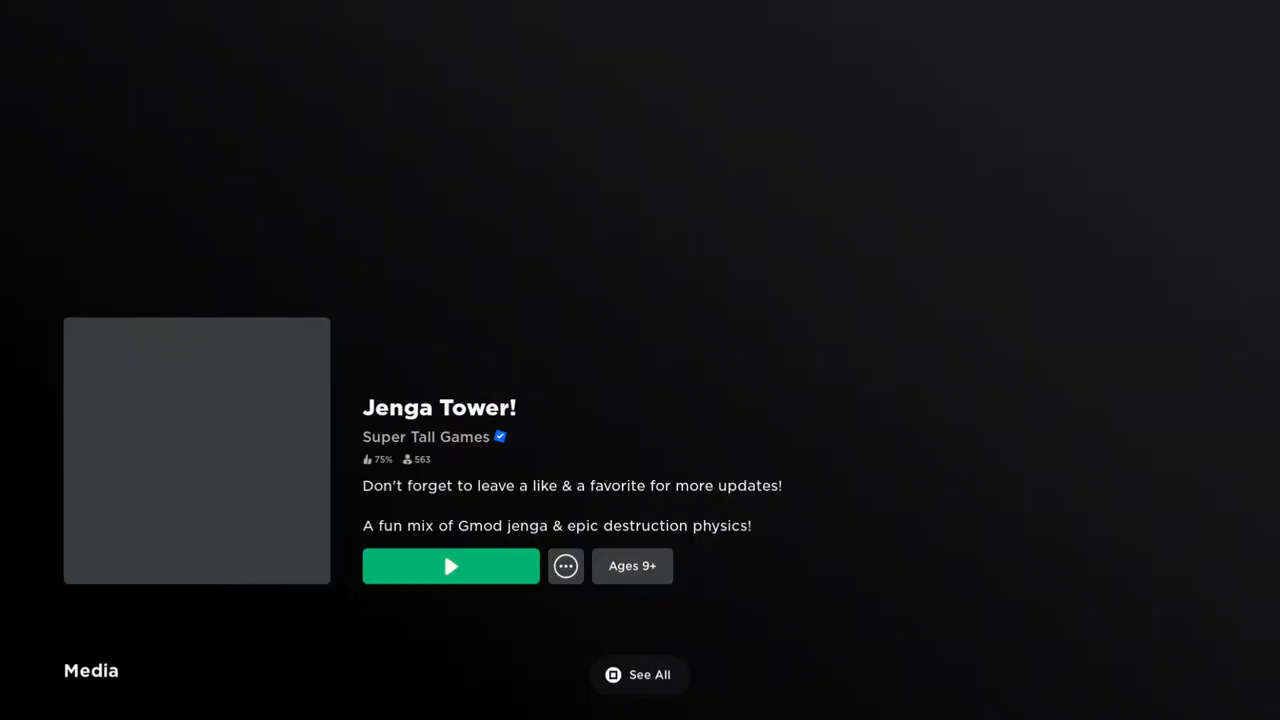 Jenga Tower!
Super Tall Games
75% 563
Don't forget to leave a like & a favorite for more updates!
A fun mix of Gmod jenga & epic destruction physics!
Ages 9+
Media
See All